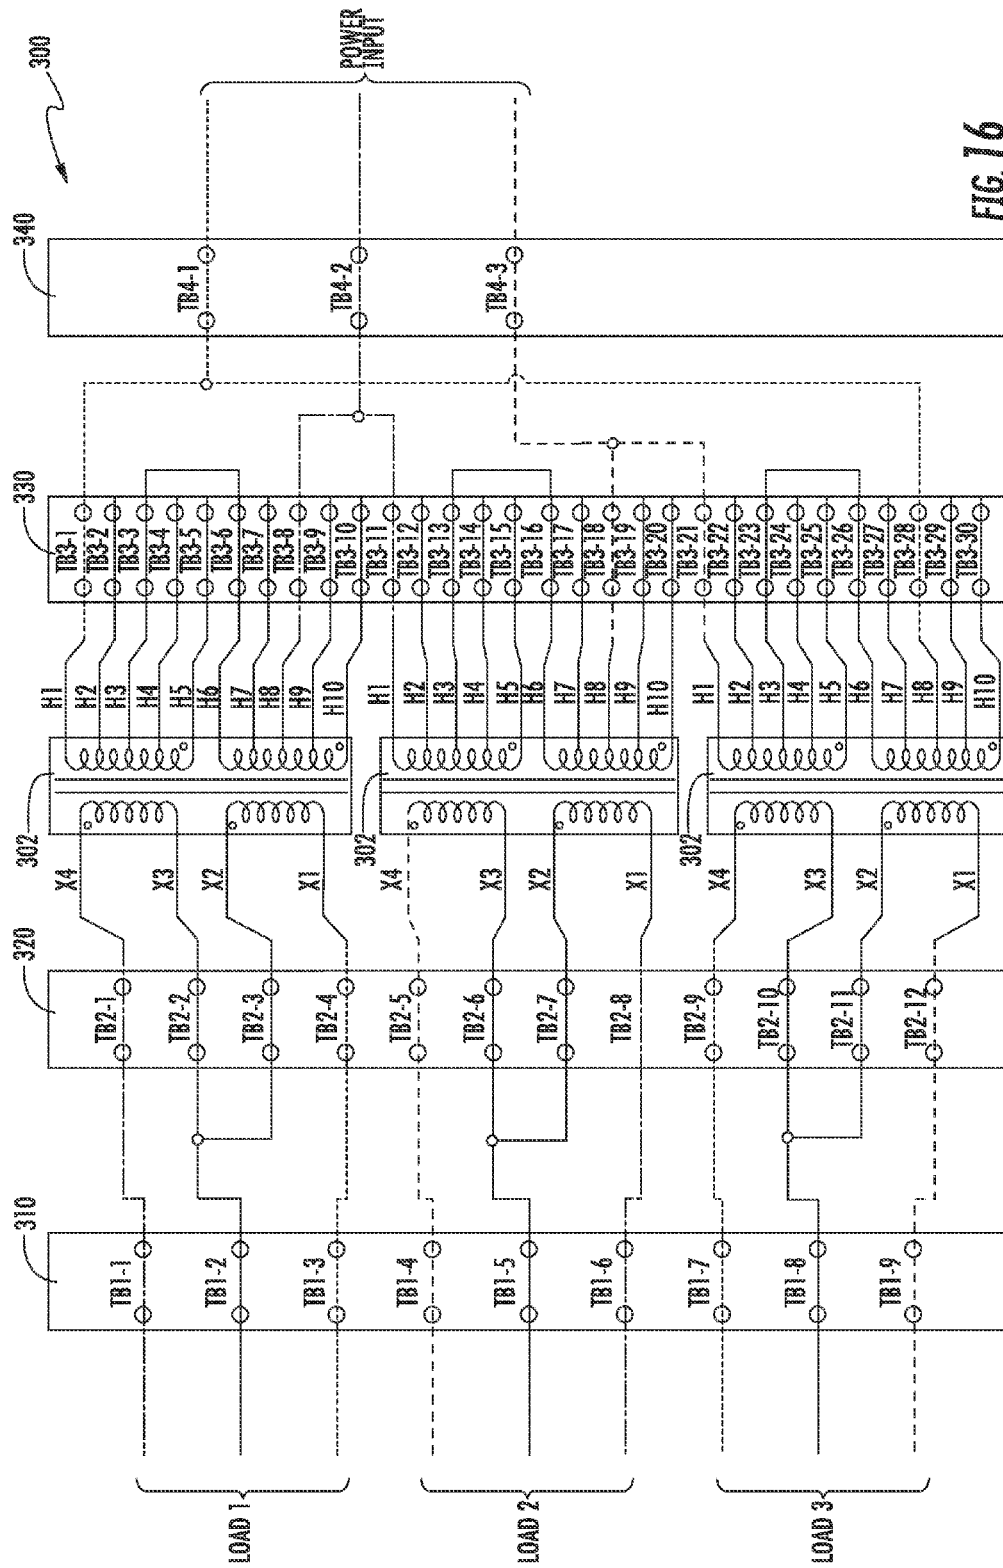 300
340
TB4-1
TB4-2
TB4-3
POWER
INPUT
330
TB3-1
TB3-2
TB3-3
TB3-4
TB3-5
TB3-6
TB3-7
TB3-8
TB3-9
TB3-10
TB3-11
TB3-12
TB3-13
TB3-14
TB3-15
TB3-16
TB3-17
TB3-18
TB3-19
TB3-20
TB3-21
TB3-22
TB3-23
TB3-24
TB3-25
TB3-26
TB3-27
TB3-28
TB3-29
TB3-30
H1
H2
H3
H4
H5
H6
H7
H8
H9
H10
H1
H2
H3
H4
H5
H6
H7
H8
H9
H10
H1
H2
H3
H4
H5
H6
H7
H8
H9
H10
302
302
302
X4
X3
X2
X1
X4
X3
X2
X1
X4
X3
X2
X1
320
TB2-1
TB2-2
TB2-3
TB2-4
TB2-5
TB2-6
TB2-7
TB2-8
TB2-9
TB2-10
TB2-11
TB2-12
310
TB1-1
TB1-2
TB1-3
TB1-4
TB1-5
TB1-6
TB1-7
TB1-8
TB1-9
LOAD 1
LOAD 2
LOAD 3
FIG. 16